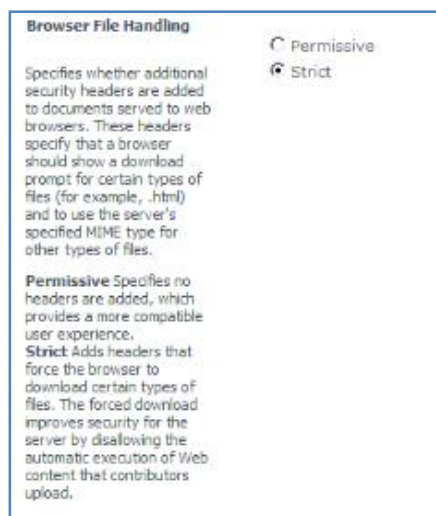 Browser File Handling
Permissive
Strict
Specifies whether additional
security headers are added
to documents served to web
browsers. These headers
specify that a browser
should show a download
prompt for certain types of
files (for example, .html)
and to use the server's
specified MIME type for
other types of files.
Permissive Specifies no
headers are added, which
provides a more compatible
user experience.
Strict Adds headers that
force the browser to
download certain types of
files. The forced download
improves security for the
server by disallowing the
automatic execution of Web
content that contributors
upload.